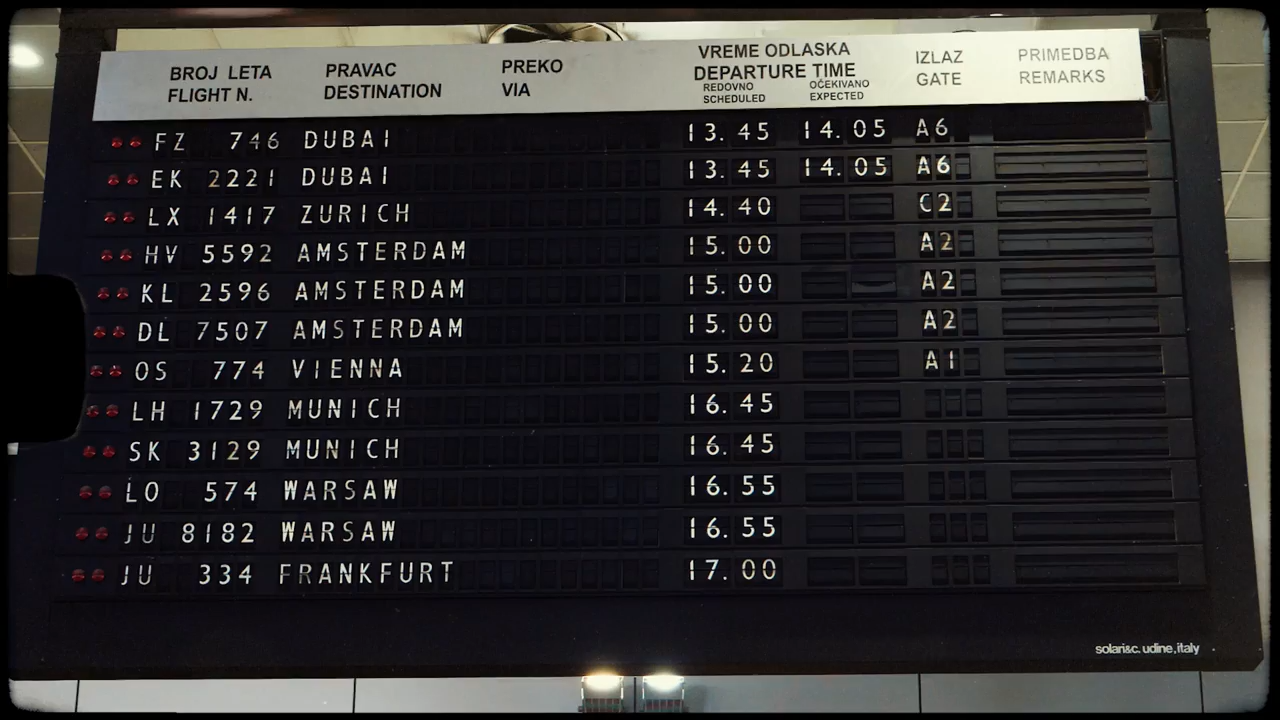 BROJ LETA PRAVAC PREKO VREME ODLASKA IZLAZ PRIMEDBA
FLIGHT N. DESTINATION VIA DEPARTURE TIME GATE REMARKS
REDOVNO OČEKIVANO
SCHEDULED EXPECTED
FZ 746 DUBAI 13.45 14.05 A6
EK 2221 DUBAI 13.45 14.05 A6
LX 1417 ZURICH 14.40 C2
HV 5592 AMSTERDAM 15.00 A2
KL 2596 AMSTERDAM 15.00 A2
DL 7507 AMSTERDAM 15.00 A2
OS 774 VIENNA 15.20 A1
LH 1729 MUNICH 16.45
SK 3129 MUNICH 16.45
LO 574 WARSAW 16.55
JU 8182 WARSAW 16.55
JU 334 FRANKFURT 17.00
solari&c. udine, italy